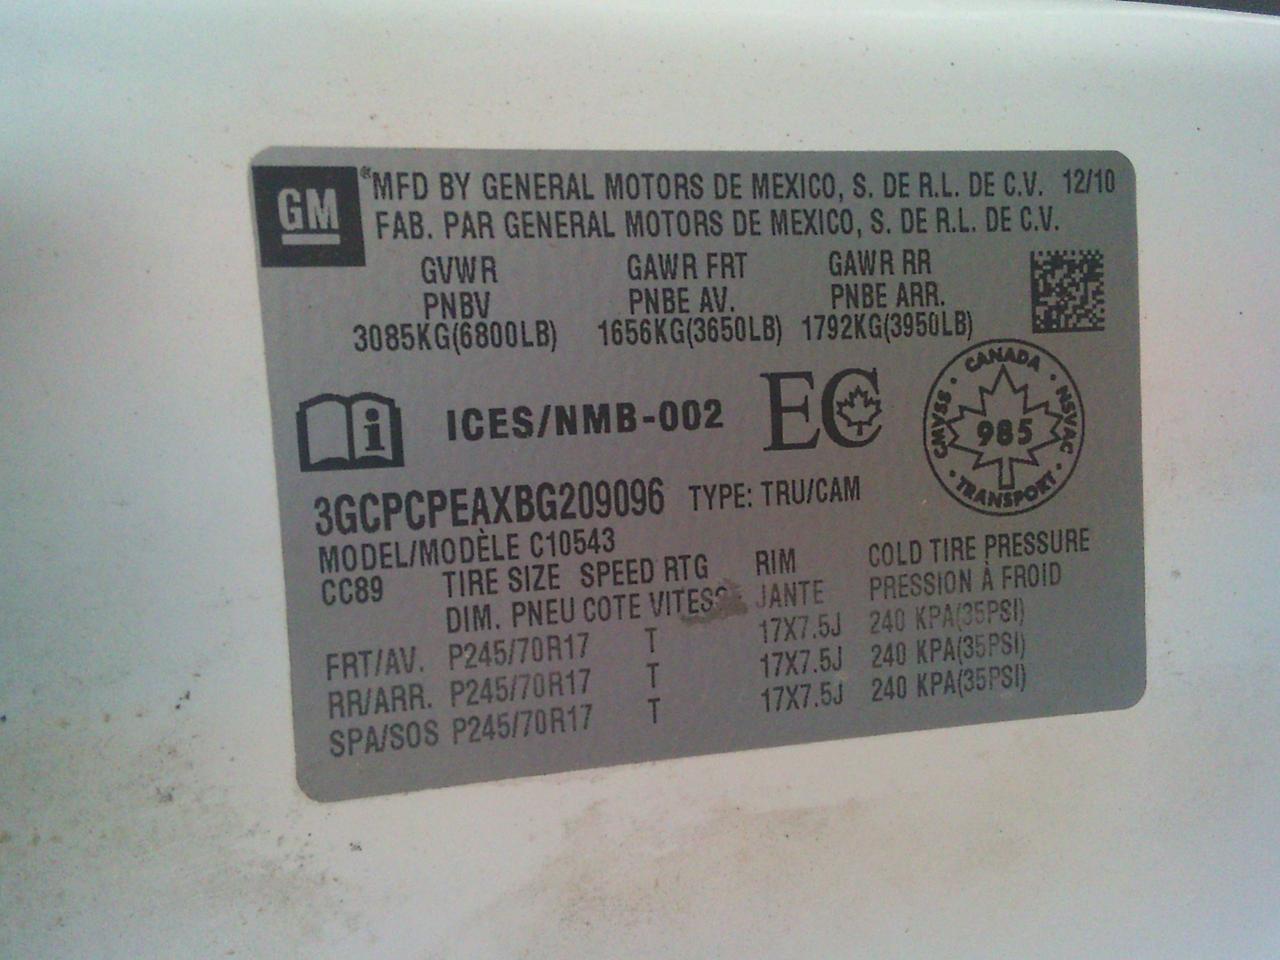 GM
®MFD BY GENERAL MOTORS DE MEXICO, S. DE R.L. DE C.V. 12/10
FAB. PAR GENERAL MOTORS DE MEXICO, S. DE R.L. DE C.V.
GVWR GAWR FRT GAWR RR
PNBV PNBE AV. PNBE ARR.
3085KG(6800LB) 1656KG(3650LB) 1792KG(3950LB)
i ICES/NMB-002 EC
CANADA
CMVSS 985 NSVAC
TRANSPORT
3GCPCPEAXBG209096 TYPE: TRU/CAM
MODEL/MODÈLE C10543
CC89 TIRE SIZE SPEED RTG RIM COLD TIRE PRESSURE
DIM. PNEU COTE VITESS JANTE PRESSION À FROID
FRT/AV. P245/70R17 T 17X7.5J 240 KPA(35PSI)
RR/ARR. P245/70R17 T 17X7.5J 240 KPA(35PSI)
SPA/SOS P245/70R17 T 17X7.5J 240 KPA(35PSI)